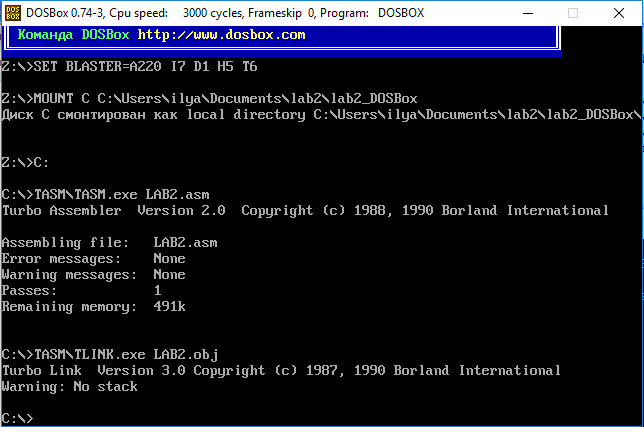 DOSBox 0.74-3, Cpu speed: 3000 cycles, Frameskip 0, Program: DOSBOX
Команда DOSBox http://www.dosbox.com
Z:\>SET BLASTER=A220 I7 D1 H5 T6
Z:\>MOUNT C C:\Users\ilya\Documents\lab2\lab2_DOSBox
Диск C смонтирован как local directory C:\Users\ilya\Documents\lab2\lab2_DOSBox\
Z:\>C:
C:\>TASM\TASM.exe LAB2.asm
Turbo Assembler Version 2.0 Copyright (c) 1988, 1990 Borland International
Assembling file: LAB2.asm
Error messages: None
Warning messages: None
Passes: 1
Remaining memory: 491k
C:\>TASM\TLINK.exe LAB2.obj
Turbo Link Version 3.0 Copyright (c) 1987, 1990 Borland International
Warning: No stack
C:\>